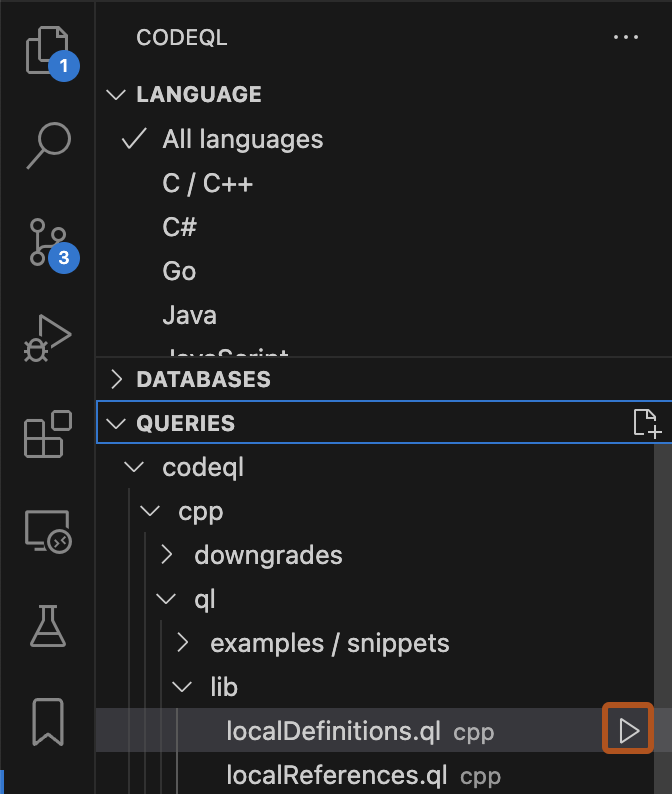 CODEQL
1
LANGUAGE
All languages
C / C++
3
C#
Go
Java
JavaScript
DATABASES
QUERIES
codeql
cpp
downgrades
ql
examples / snippets
lib
localDefinitions.ql cpp
localReferences.ql cpp